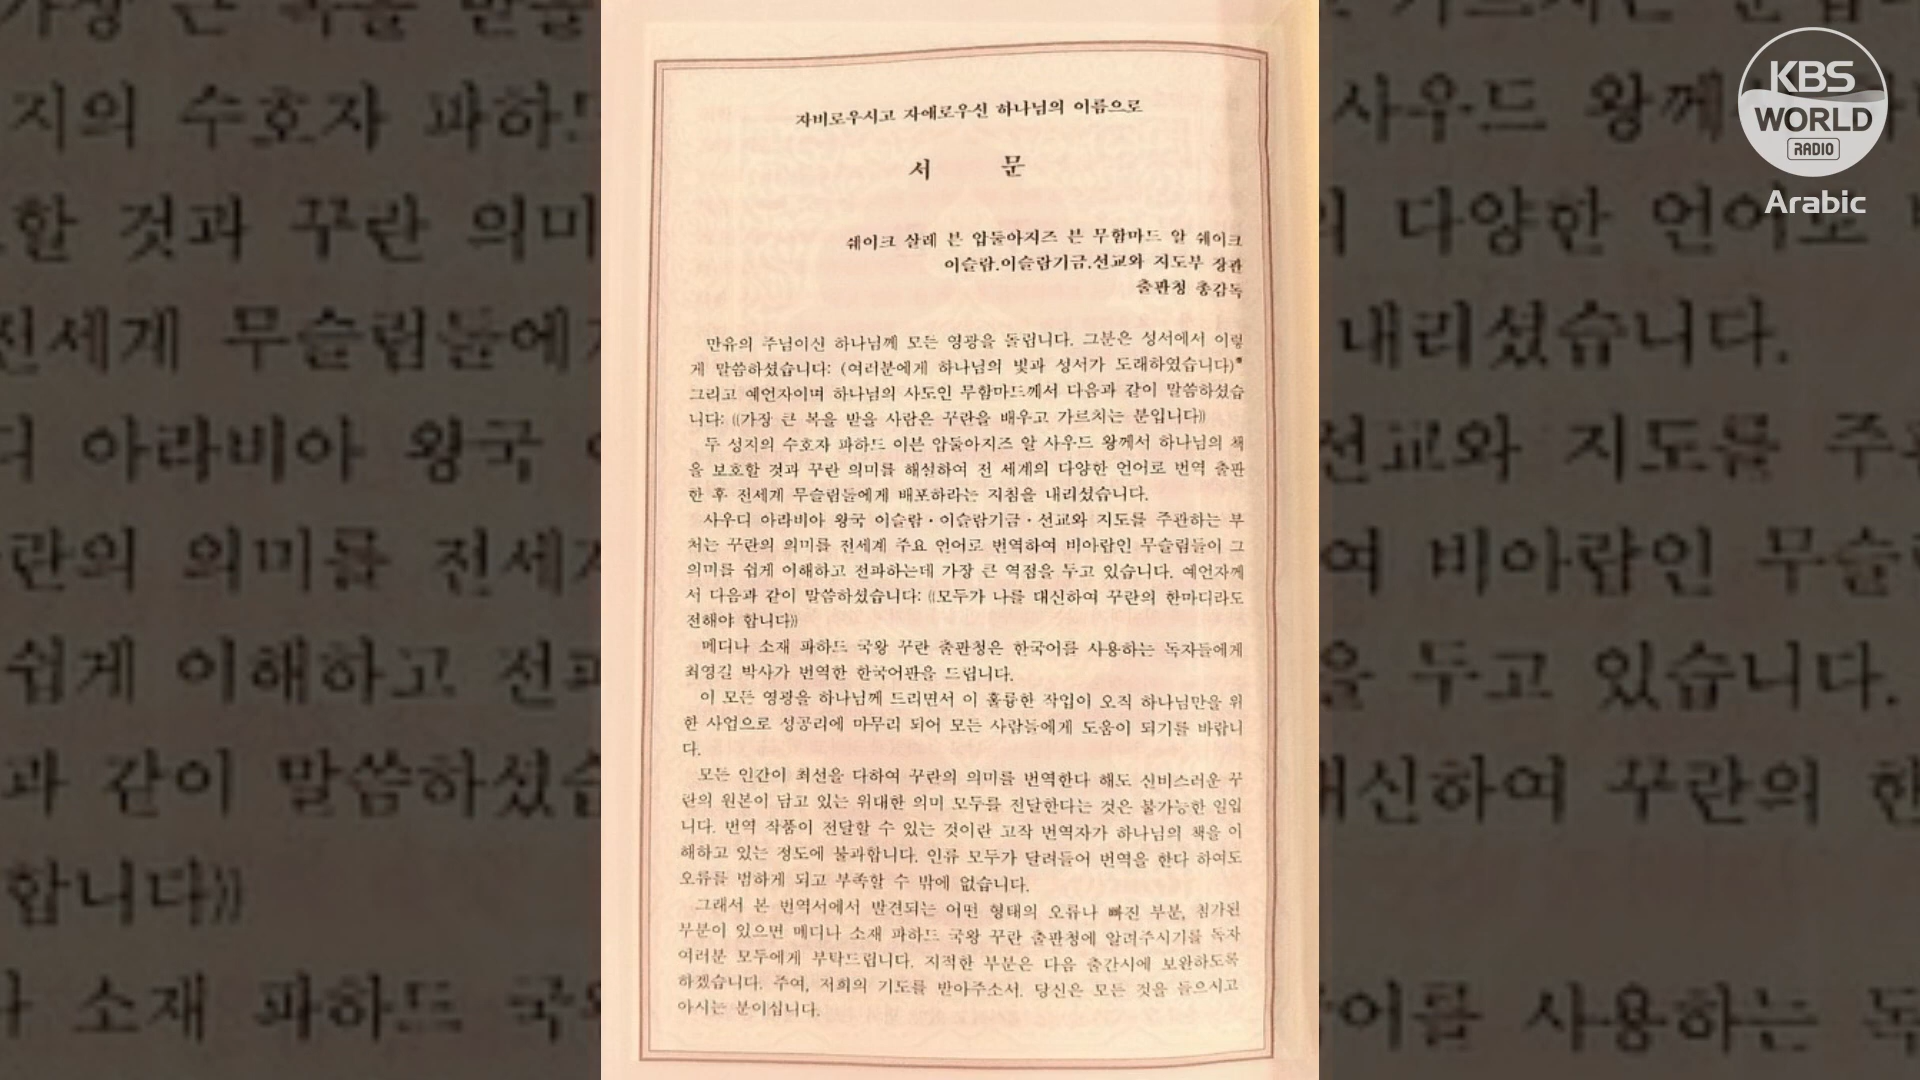 자비로우시고 자애로우신 하나님의 이름으로
서 문
쉐이크 살레 븐 압둘아지즈 븐 무함마드 알 쉐이크
이슬람.이슬람기금.선교와 지도부 장관
출판청 총감독
만유의 주님이신 하나님께 모든 영광을 돌립니다. 그분은 성서에서 이렇
게 말씀하셨습니다: (여러분에게 하나님의 빛과 성서가 도래하였습니다)*
그리고 예언자이며 하나님의 사도인 무함마드께서 다음과 같이 말씀하셨습
니다: ((가장 큰 복을 받을 사람은 꾸란을 배우고 가르치는 분입니다))
두 성지의 수호자 파하드 이븐 압둘아지즈 알 사우드 왕께서 하나님의 책
을 보호할 것과 꾸란 의미를 해설하여 전 세계의 다양한 언어로 번역 출판
한 후 전세계 무슬림들에게 배포하라는 지침을 내리셨습니다.
사우디 아라비아 왕국 이슬람·이슬람기금·선교와 지도를 주관하는 부
처는 꾸란의 의미를 전세계 주요 언어로 번역하여 비아랍인 무슬림들이 그
의미를 쉽게 이해하고 전파하는데 가장 큰 역점을 두고 있습니다. 예언자께
서 다음과 같이 말씀하셨습니다: ((모두가 나를 대신하여 꾸란의 한마디라도
전해야 합니다))
메디나 소재 파하드 국왕 꾸란 출판청은 한국어를 사용하는 독자들에게
최영길 박사가 번역한 한국어판을 드립니다.
이 모든 영광을 하나님께 드리면서 이 훌륭한 작업이 오직 하나님만을 위
한 사업으로 성공리에 마무리 되어 모든 사람들에게 도움이 되기를 바랍니
다.
모든 인간이 최선을 다하여 꾸란의 의미를 번역한다 해도 신비스러운 꾸
란의 원본이 담고 있는 위대한 의미 모두를 전달한다는 것은 불가능한 일입
니다. 번역 작품이 전달할 수 있는 것이란 고작 번역자가 하나님의 책을 이
해하고 있는 정도에 불과합니다. 인류 모두가 달려들어 번역을 한다 하여도
오류를 범하게 되고 부족할 수 밖에 없습니다.
그래서 본 번역서에서 발견되는 어떤 형태의 오류나 빠진 부분, 첨가된
부분이 있으면 메디나 소재 파하드 국왕 꾸란 출판청에 알려주시기를 독자
여러분 모두에게 부탁드립니다. 지적한 부분은 다음 출간시에 보완하도록
하겠습니다. 주여, 저희의 기도를 받아주소서. 당신은 모든 것을 들으시고
아시는 분이십니다.
KBS
WORLD
RADIO
Arabic